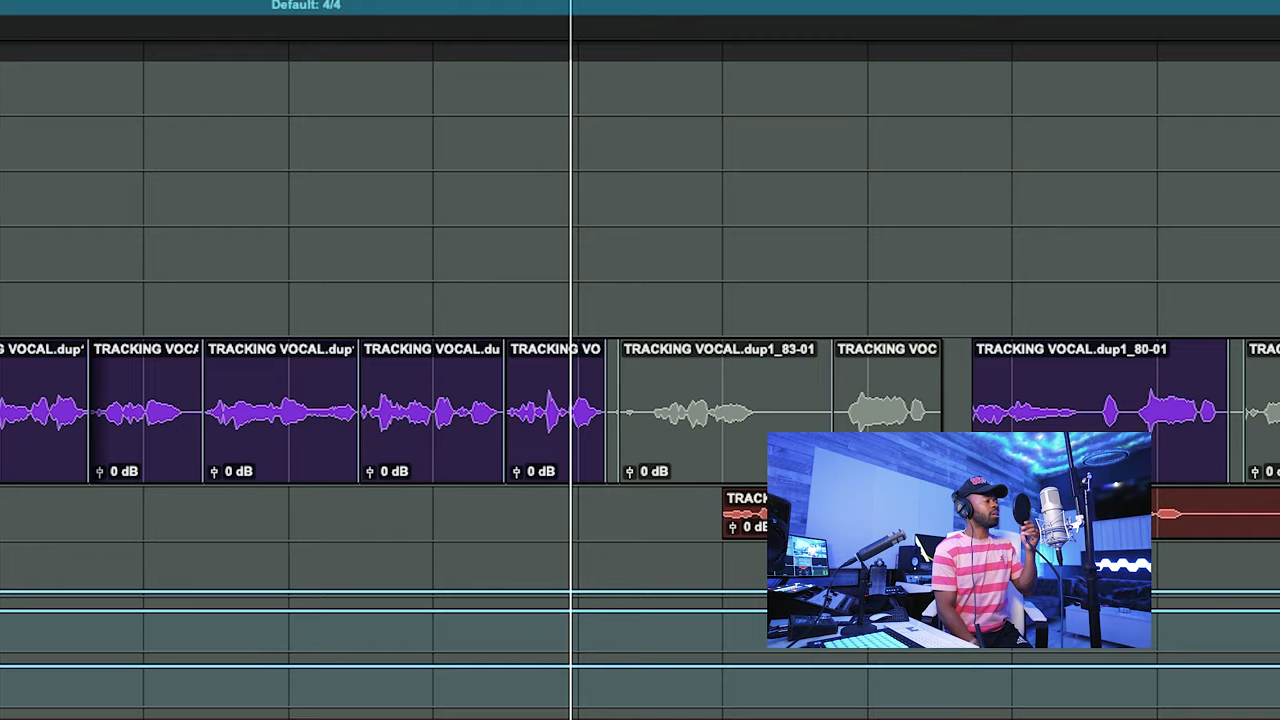 Default: 4/4
G VOCAL.dup
TRACKING VOCA
TRACKING VOCAL.dup
TRACKING VOCAL.du
TRACKING VO
TRACKING VOCAL.dup1_83-01
TRACKING VOC
TRACKING VOCAL.dup1_80-01
TRAC
0 dB
0 dB
0 dB
0 dB
0 dB
0 d
TRACK
0 dB